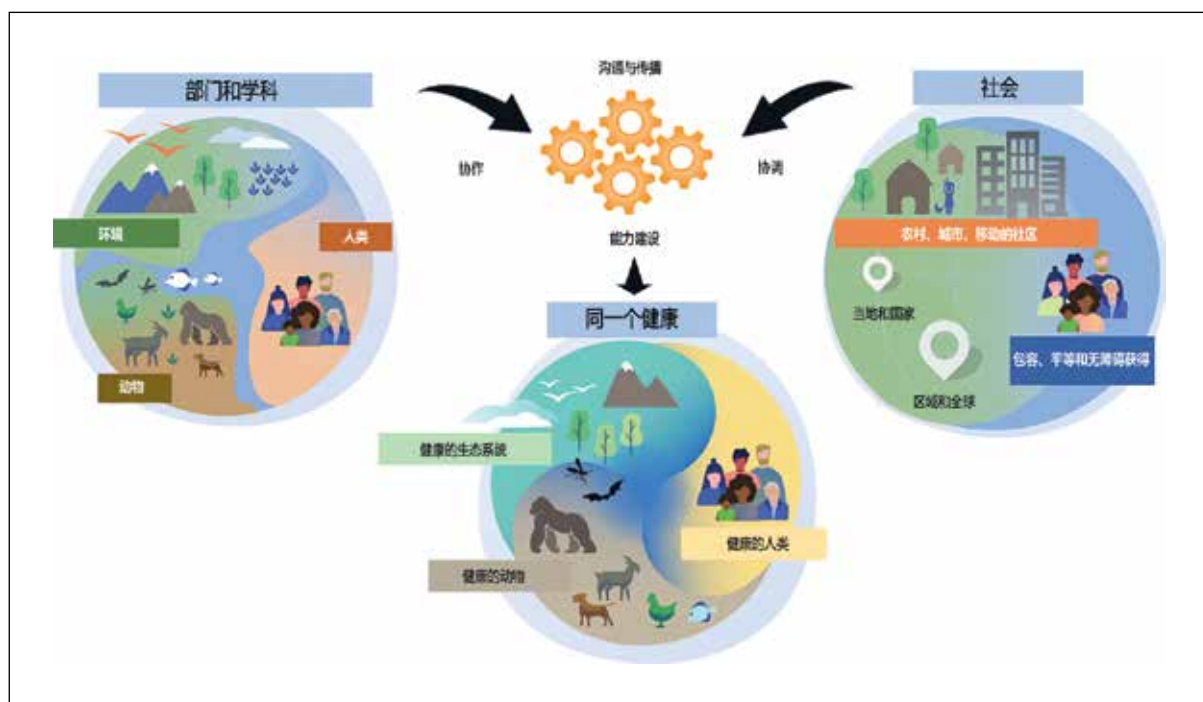 部门和学科
环境
人类
动物
沟通与传播
协作
协调
能力建设
社会
农村、城市、移动的社区
当地和国家
区域和全球
包容、平等和无障碍获得
同一个健康
健康的生态系统
健康的人类
健康的动物